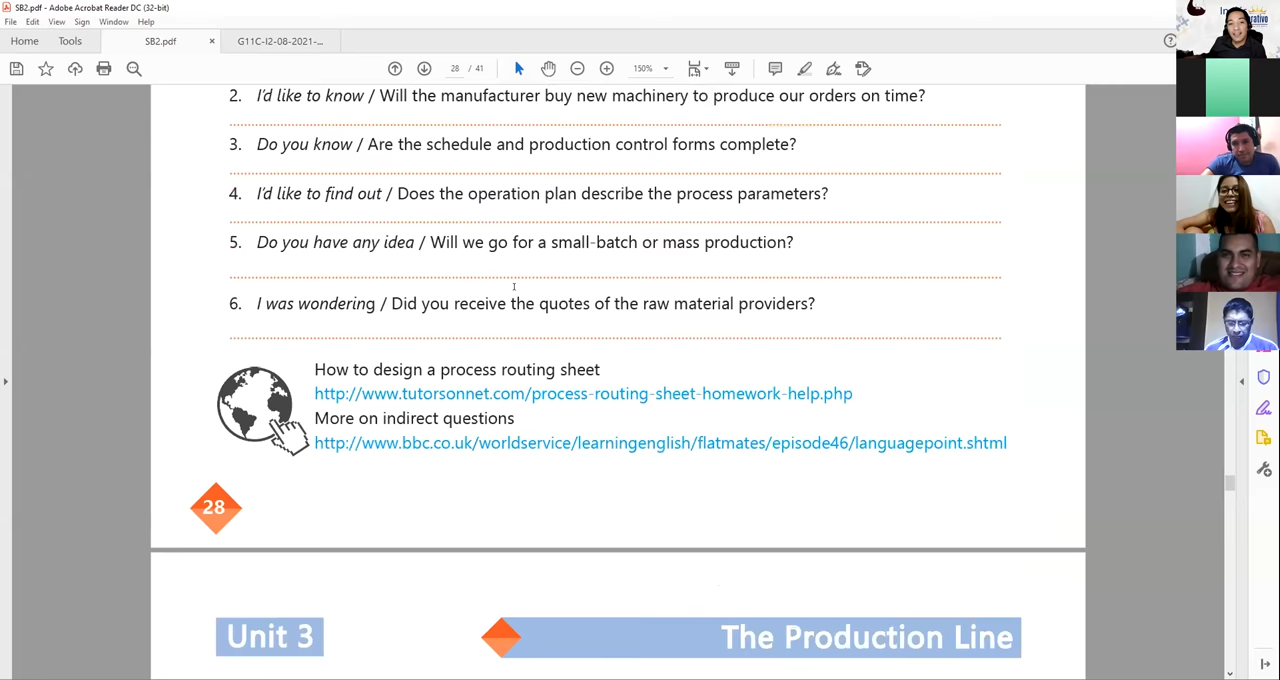 SB2.pdf - Adobe Acrobat Reader DC (32-bit)
File Edit View Sign Window Help
Home Tools SB2.pdf × G11C-I2-08-2021-...
28 / 41 150%
2. I'd like to know / Will the manufacturer buy new machinery to produce our orders on time?
3. Do you know / Are the schedule and production control forms complete?
4. I'd like to find out / Does the operation plan describe the process parameters?
5. Do you have any idea / Will we go for a small-batch or mass production?
6. I was wondering / Did you receive the quotes of the raw material providers?
How to design a process routing sheet
http://www.tutorsonnet.com/process-routing-sheet-homework-help.php
More on indirect questions
http://www.bbc.co.uk/worldservice/learningenglish/flatmates/episode46/languagepoint.shtml
28
Unit 3
The Production Line